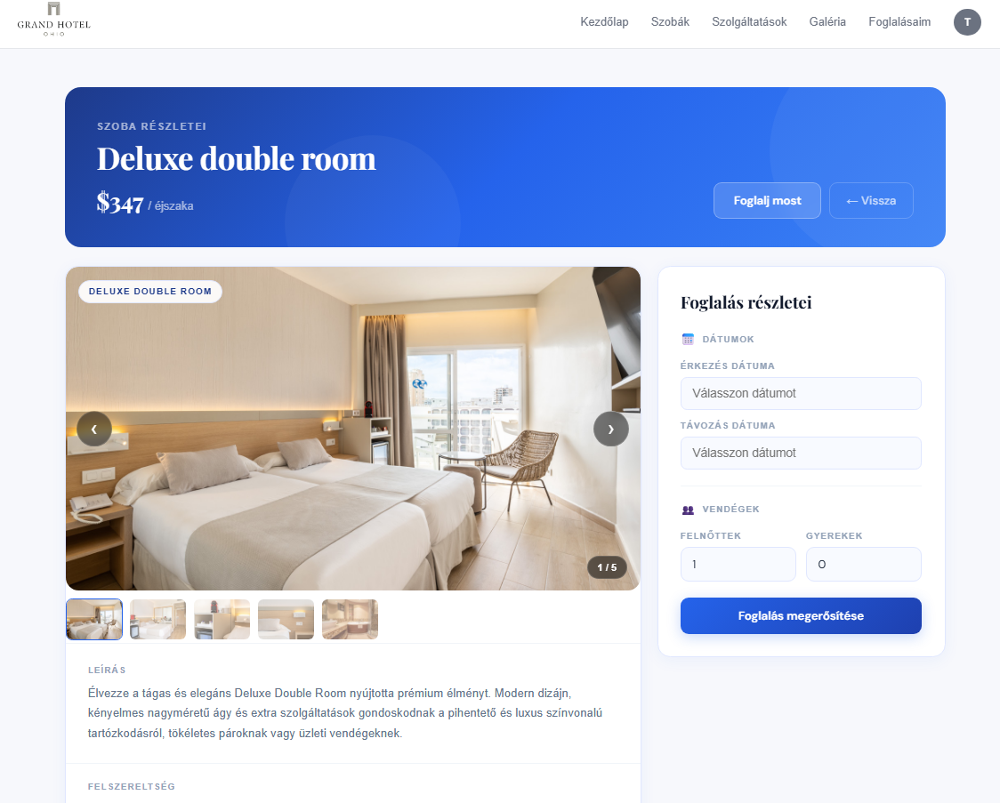 GRAND HOTEL
OHIO
Kezdőlap
Szobák
Szolgáltatások
Galéria
Foglalásaim
T
SZOBA RÉSZLETEI
Deluxe double room
$347 / éjszaka
Foglalj most
← Vissza
DELUXE DOUBLE ROOM
‹
›
1 / 5
LEÍRÁS
Élvezze a tágas és elegáns Deluxe Double Room nyújtotta prémium élményt. Modern dizájn,
kényelmes nagyméretű ágy és extra szolgáltatások gondoskodnak a pihentető és luxus színvonalú
tartózkodásról, tökéletes pároknak vagy üzleti vendégeknek.
FELSZERELTSÉG
Foglalás részletei
DÁTUMOK
ÉRKEZÉS DÁTUMA
Válasszon dátumot
TÁVOZÁS DÁTUMA
Válasszon dátumot
VENDÉGEK
FELNŐTTEK
GYEREKEK
1
0
Foglalás megerősítése